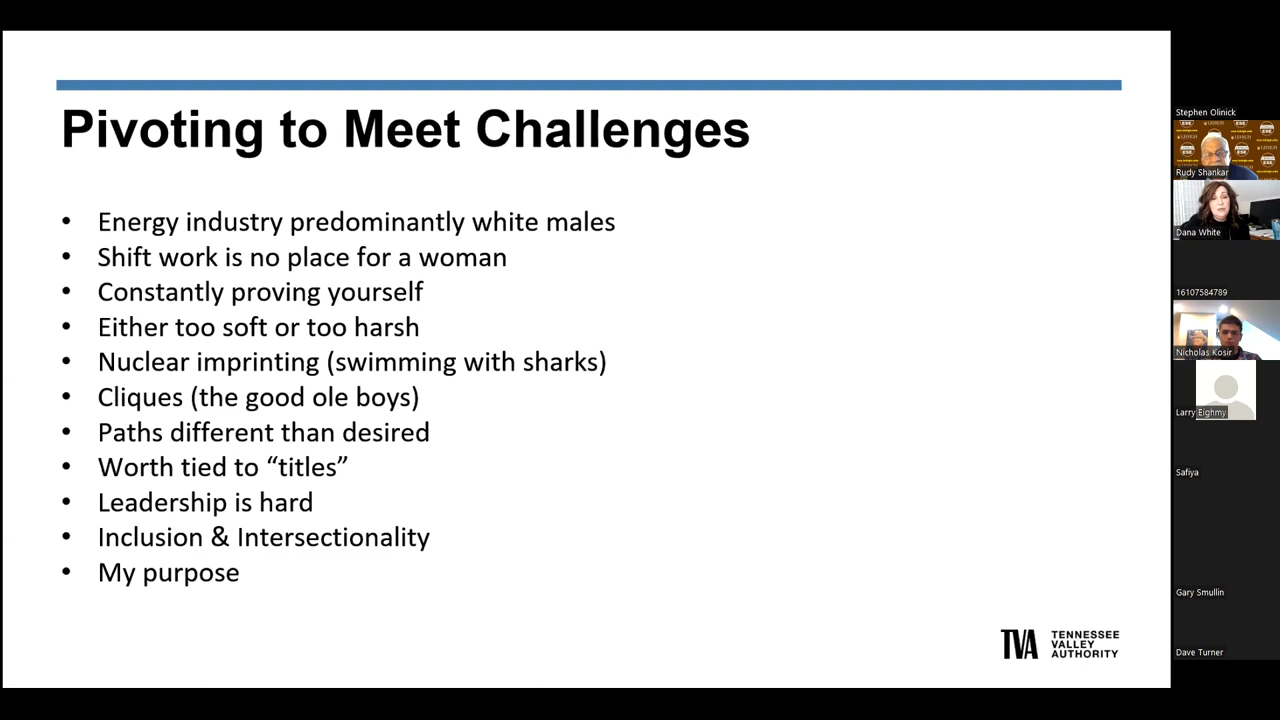 Pivoting to Meet Challenges
• Energy industry predominantly white males
• Shift work is no place for a woman
• Constantly proving yourself
• Either too soft or too harsh
• Nuclear imprinting (swimming with sharks)
• Cliques (the good ole boys)
• Paths different than desired
• Worth tied to “titles”
• Leadership is hard
• Inclusion & Intersectionality
• My purpose
TVA
TENNESSEE
VALLEY
AUTHORITY
Stephen Olinick
Rudy Shankar
Dana White
16107584789
Nicholas Kosir
Larry Eighmy
Safiya
Gary Smullin
Dave Turner